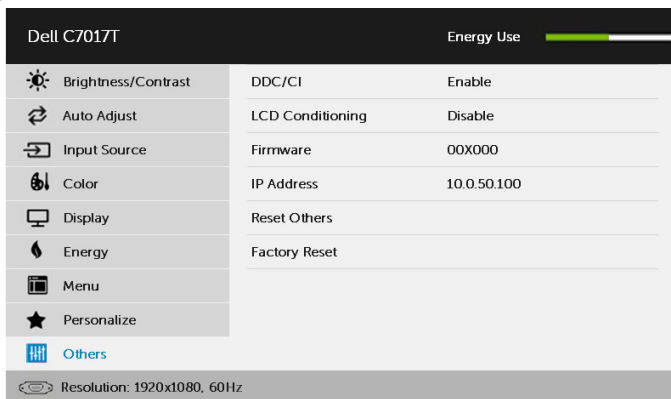 Dell C7017T Energy Use
Brightness/Contrast DDC/CI Enable
Auto Adjust LCD Conditioning Disable
Input Source Firmware 00X000
Color IP Address 10.0.50.100
Display Reset Others
Energy Factory Reset
Menu
Personalize
Others
Resolution: 1920x1080, 60Hz